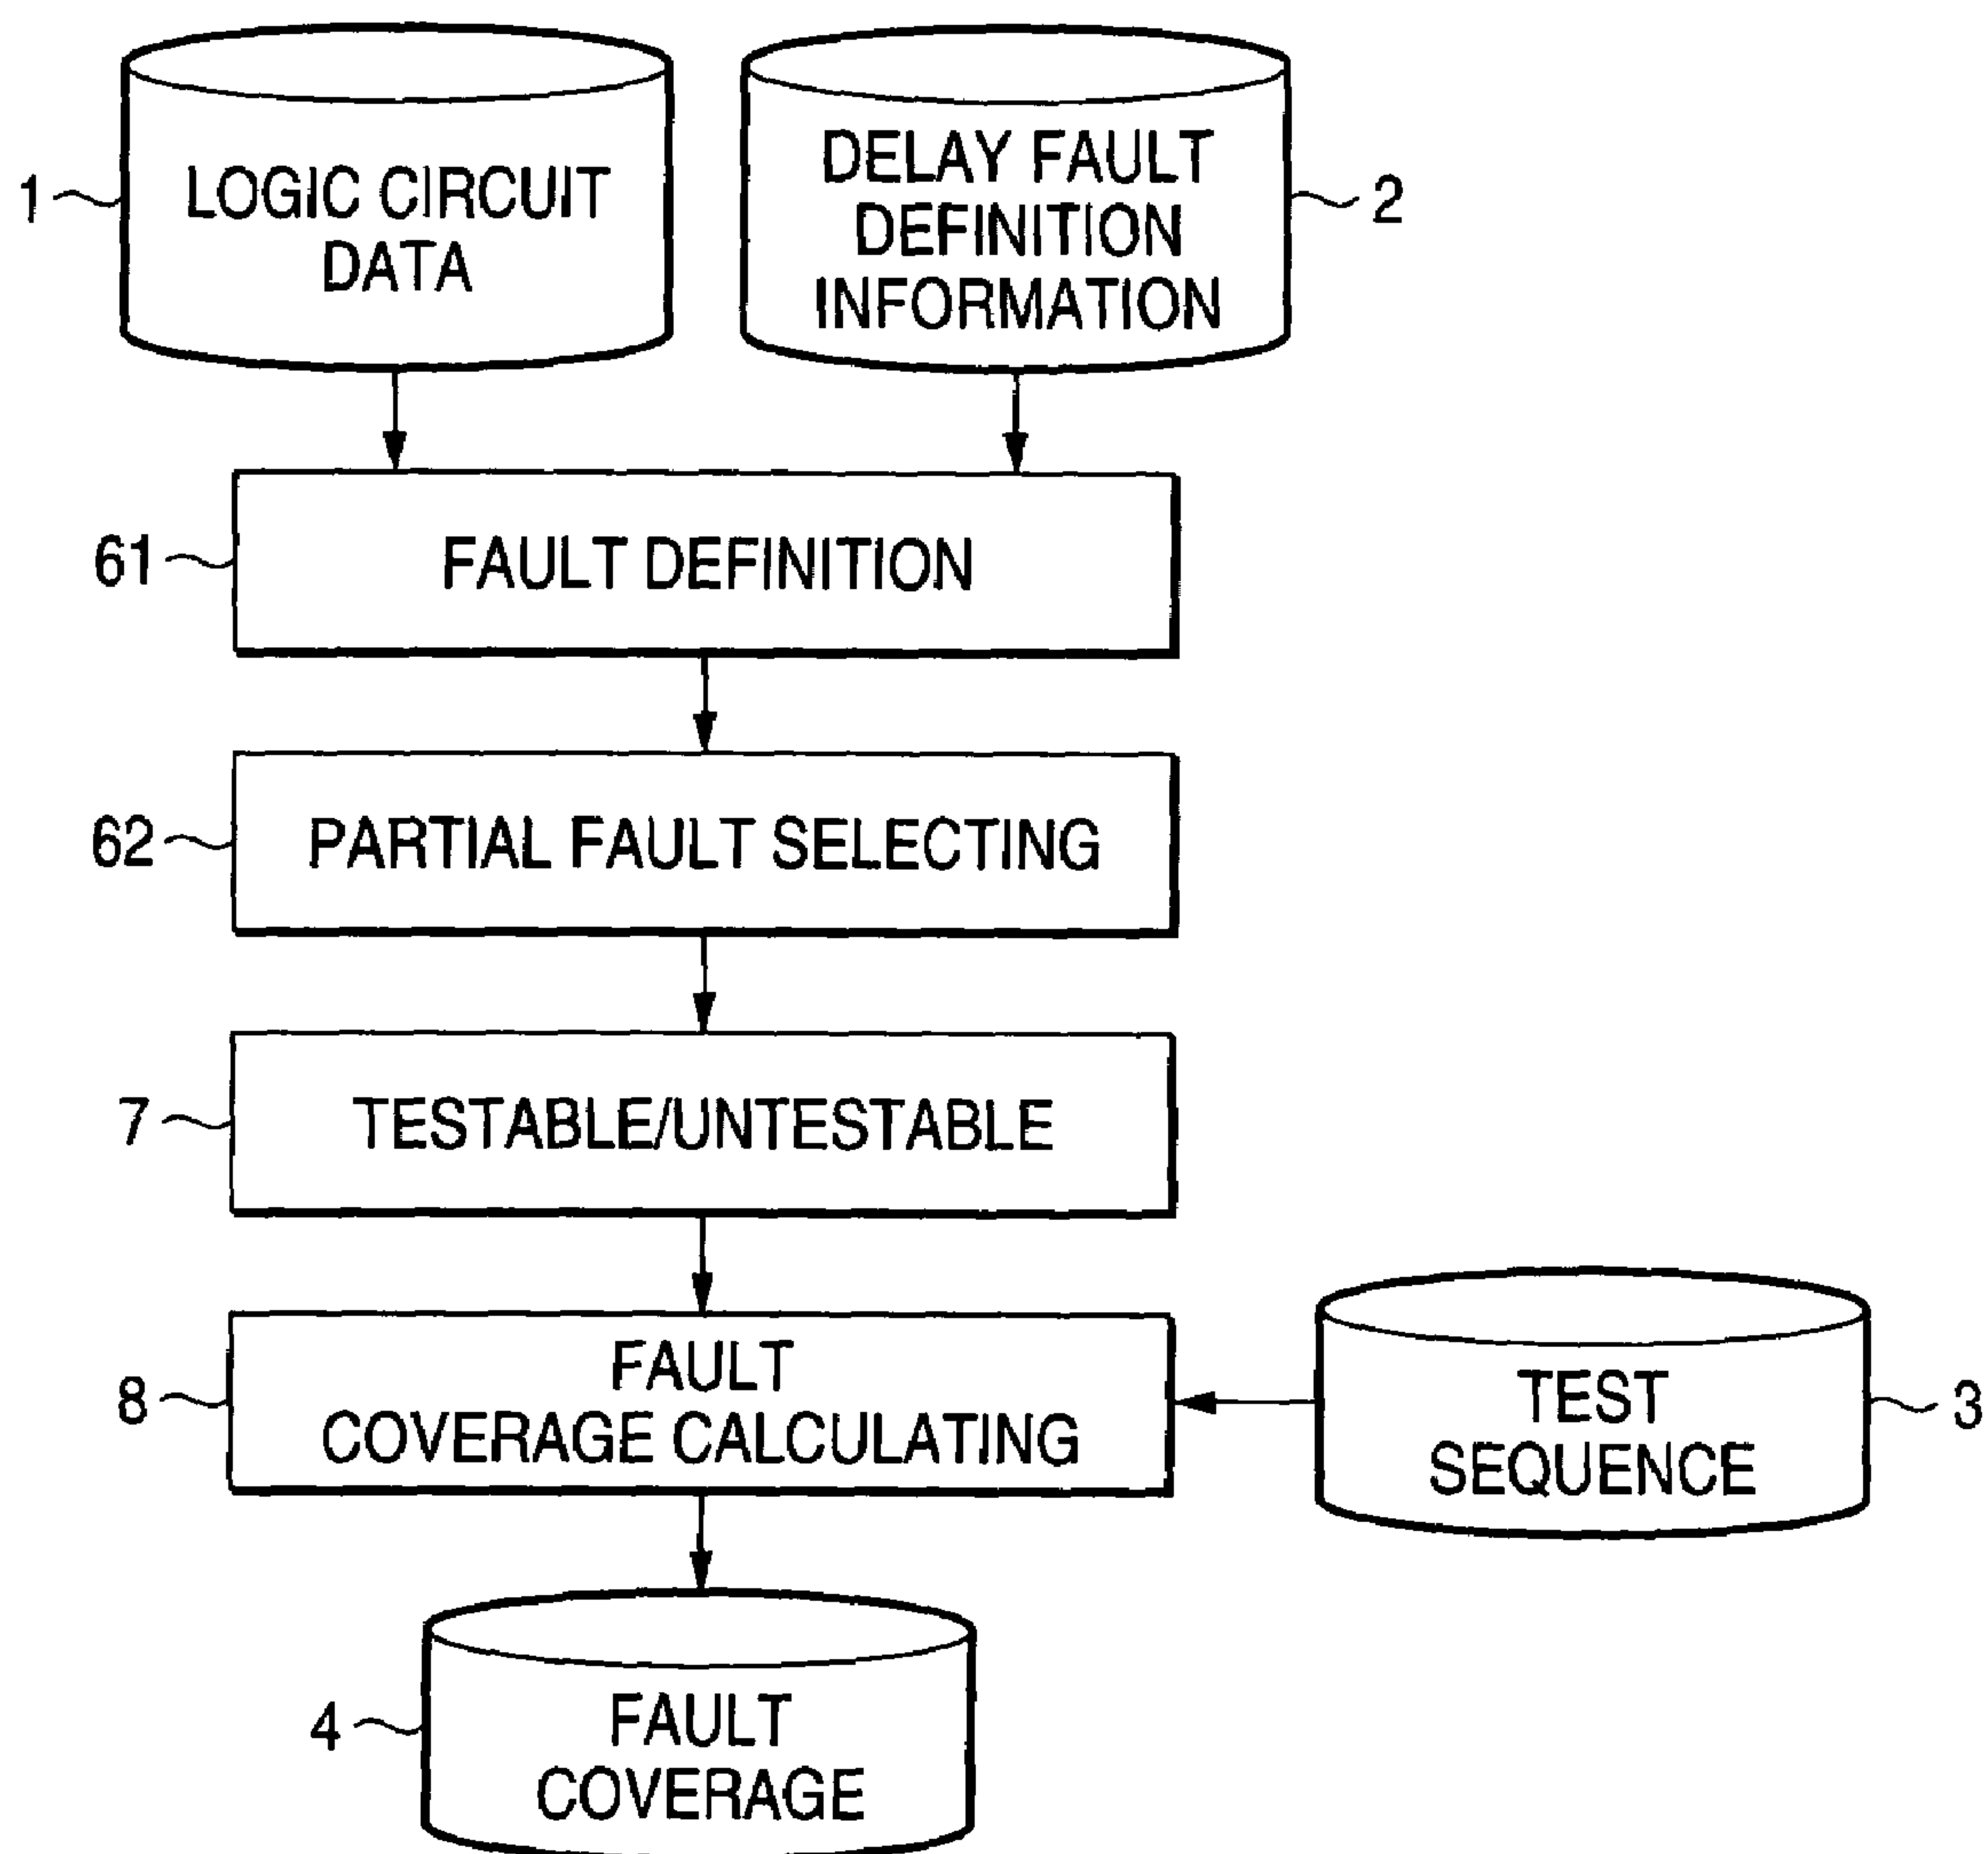 1
LOGIC CIRCUIT
DATA
DELAY FAULT
DEFINITION
INFORMATION
2
61
FAULT DEFINITION
62
PARTIAL FAULT SELECTING
7
TESTABLE/UNTESTABLE
8
FAULT
COVERAGE CALCULATING
TEST
SEQUENCE
3
4
FAULT
COVERAGE